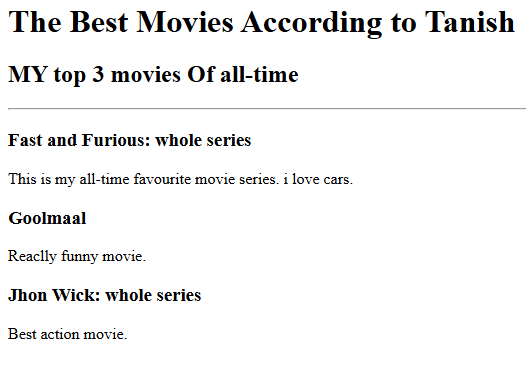 The Best Movies According to Tanish
MY top 3 movies Of all-time
Fast and Furious: whole series
This is my all-time favourite movie series. i love cars.
Goolmaal
Reaclly funny movie.
Jhon Wick: whole series
Best action movie.